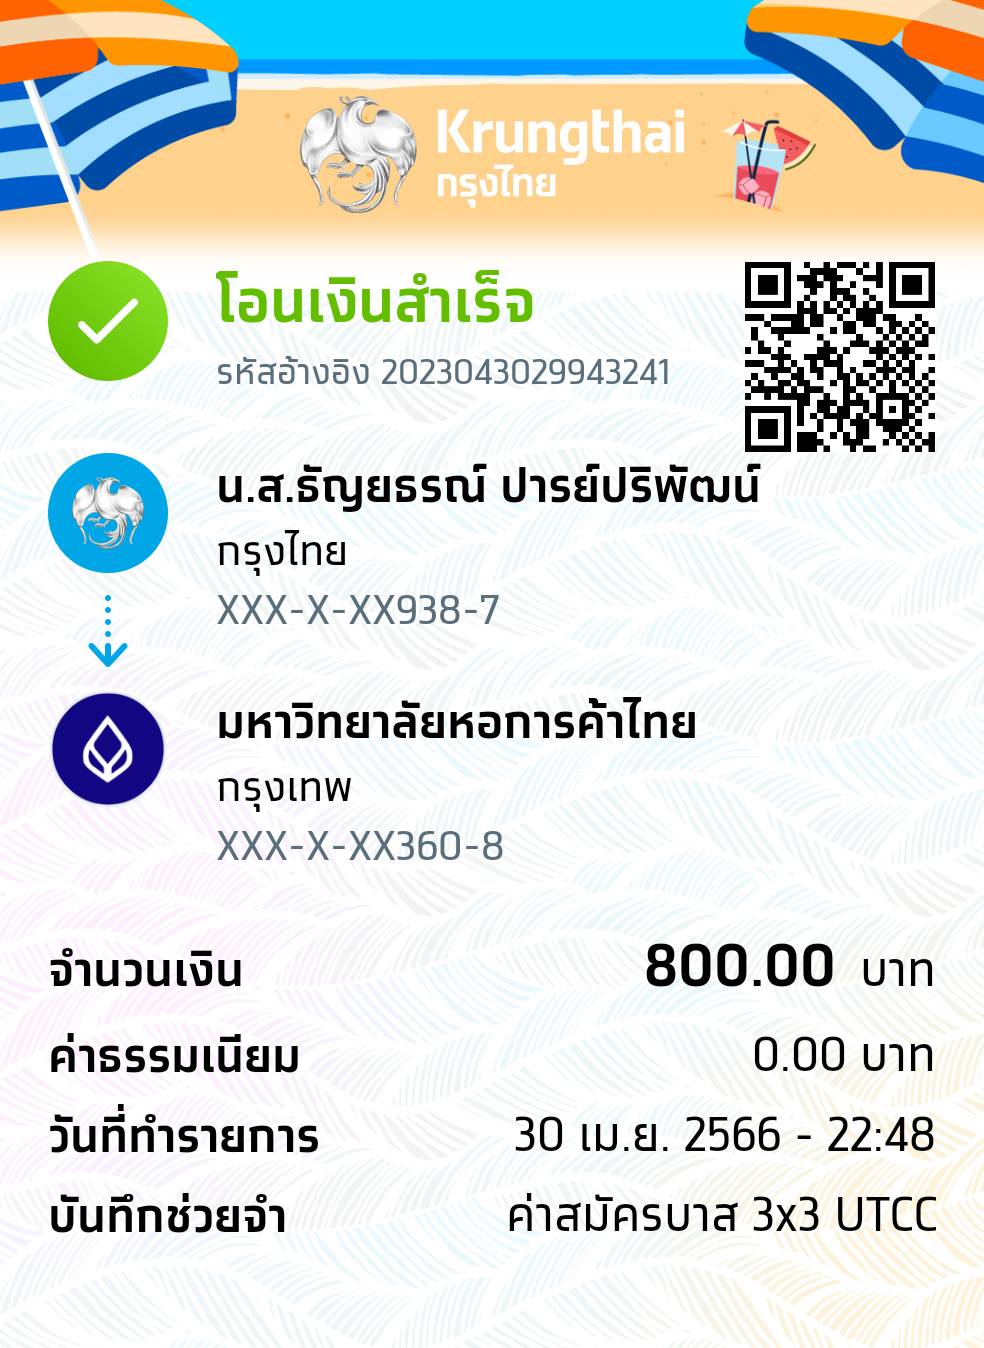 Krungthai
กรุงไทย
โอนเงินสำเร็จ
รหัสอ้างอิง 2023043029943241
น.ส.ธัญยธรณ์ ปารย์ปริพัฒน์
กรุงไทย
XXX-X-XX938-7
มหาวิทยาลัยหอการค้าไทย
กรุงเทพ
XXX-X-XX360-8
จำนวนเงิน 800.00 บาท
ค่าธรรมเนียม 0.00 บาท
วันที่ทำรายการ 30 เม.ย. 2566 - 22:48
บันทึกช่วยจำ ค่าสมัครบาส 3x3 UTCC